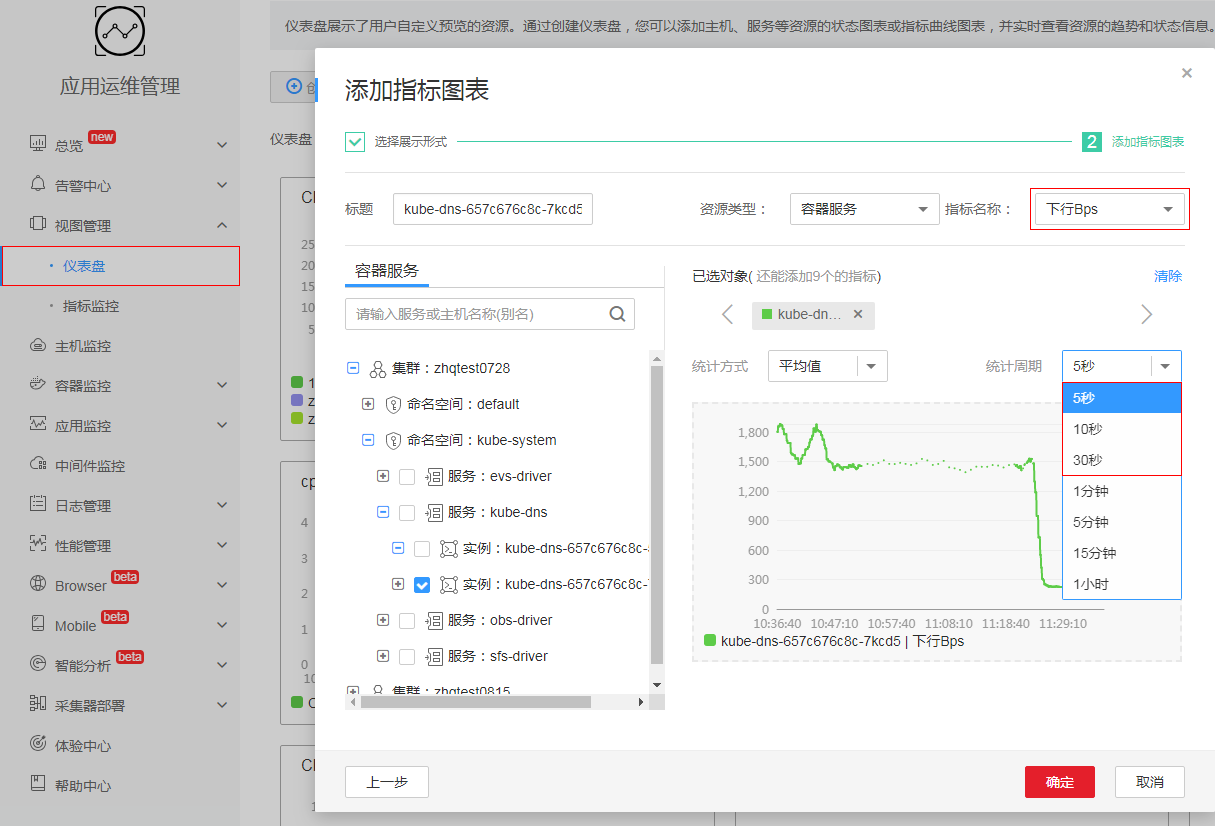 应用运维管理
总览 new
告警中心
视图管理
仪表盘
指标监控
主机监控
容器监控
应用监控
中间件监控
日志管理
性能管理
Browser beta
Mobile beta
智能分析 beta
采集器部署
体验中心
帮助中心
仪表盘展示了用户自定义预览的资源。通过创建仪表盘，您可以添加主机、服务等资源的状态图表或指标曲线图表，并实时查看资源的趋势和状态信息。
仪表盘
25
20
15
10
5
1
z
z
cp
4
3
2
1
0
10
添加指标图表
×
选择展示形式
2 添加指标图表
标题 kube-dns-657c676c8c-7kcd5 资源类型： 容器服务 指标名称： 下行Bps
容器服务
请输入服务或主机名称(别名)
集群：zhqtest0728
命名空间：default
命名空间：kube-system
服务：evs-driver
服务：kube-dns
实例：kube-dns-657c676c8c-
实例：kube-dns-657c676c8c-
服务：obs-driver
服务：sfs-driver
集群：zhqtest0815
已选对象( 还能添加9个的指标) 清除
kube-dn... ×
统计方式 平均值 统计周期 5秒
5秒
10秒
30秒
1分钟
5分钟
15分钟
1小时
1,800
1,500
1,200
900
600
300
0
10:36:40 10:47:10 10:57:40 11:08:10 11:18:40 11:29:10
kube-dns-657c676c8c-7kcd5 | 下行Bps
上一步 确定 取消